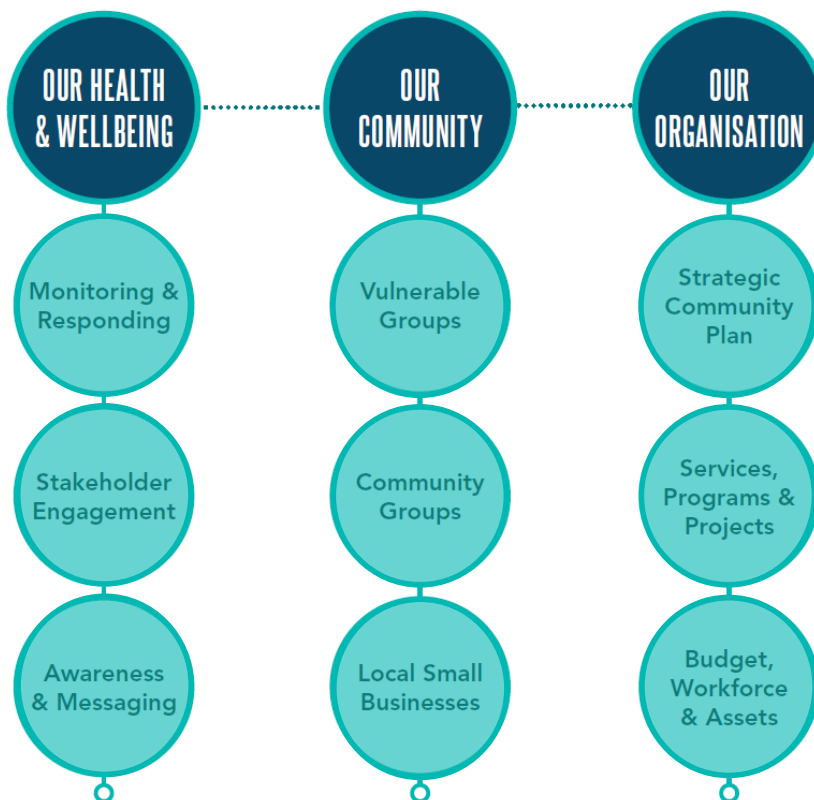 OUR HEALTH
& WELLBEING
Monitoring &
Responding
Stakeholder
Engagement
Awareness
& Messaging
OUR
COMMUNITY
Vulnerable
Groups
Community
Groups
Local Small
Businesses
OUR
ORGANISATION
Strategic
Community
Plan
Services,
Programs &
Projects
Budget,
Workforce
& Assets